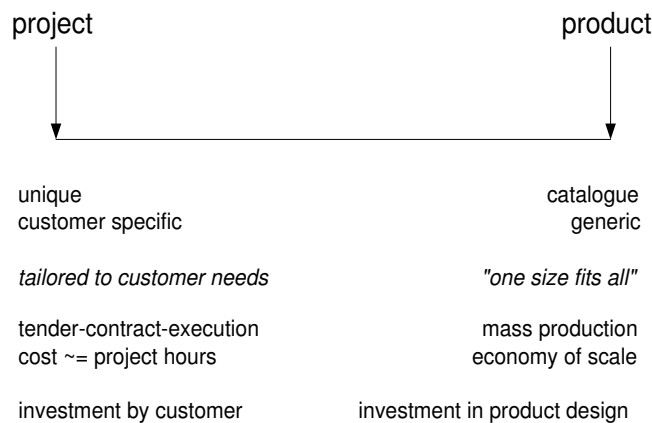 project product
unique catalogue
customer specific generic
tailored to customer needs "one size fits all"
tender-contract-execution mass production
cost ~= project hours economy of scale
investment by customer investment in product design